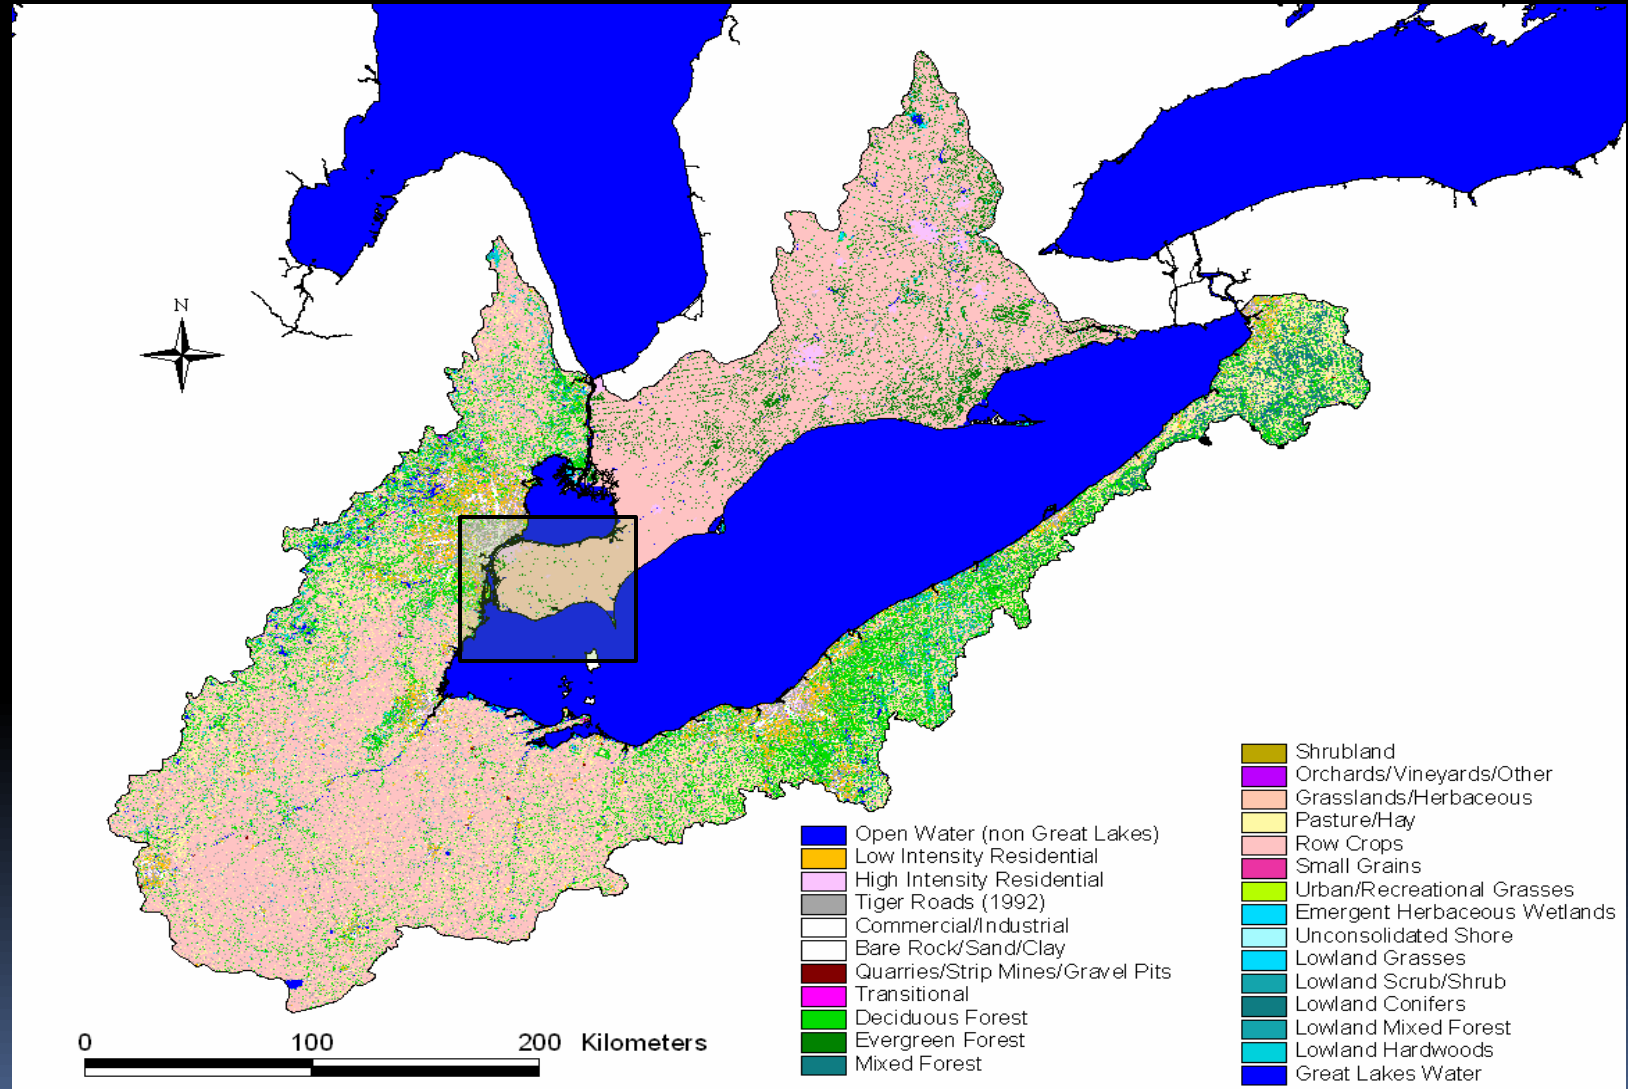 N
Shrubland
Orchards/Vineyards/Other
Grasslands/Herbaceous
Pasture/Hay
Row Crops
Small Grains
Urban/Recreational Grasses
Emergent Herbaceous Wetlands
Unconsolidated Shore
Lowland Grasses
Lowland Scrub/Shrub
Lowland Conifers
Lowland Mixed Forest
Lowland Hardwoods
Great Lakes Water
Open Water (non Great Lakes)
Low Intensity Residential
High Intensity Residential
Tiger Roads (1992)
Commercial/Industrial
Bare Rock/Sand/Clay
Quarries/Strip Mines/Gravel Pits
Transitional
Deciduous Forest
Evergreen Forest
Mixed Forest
0 100 200 Kilometers